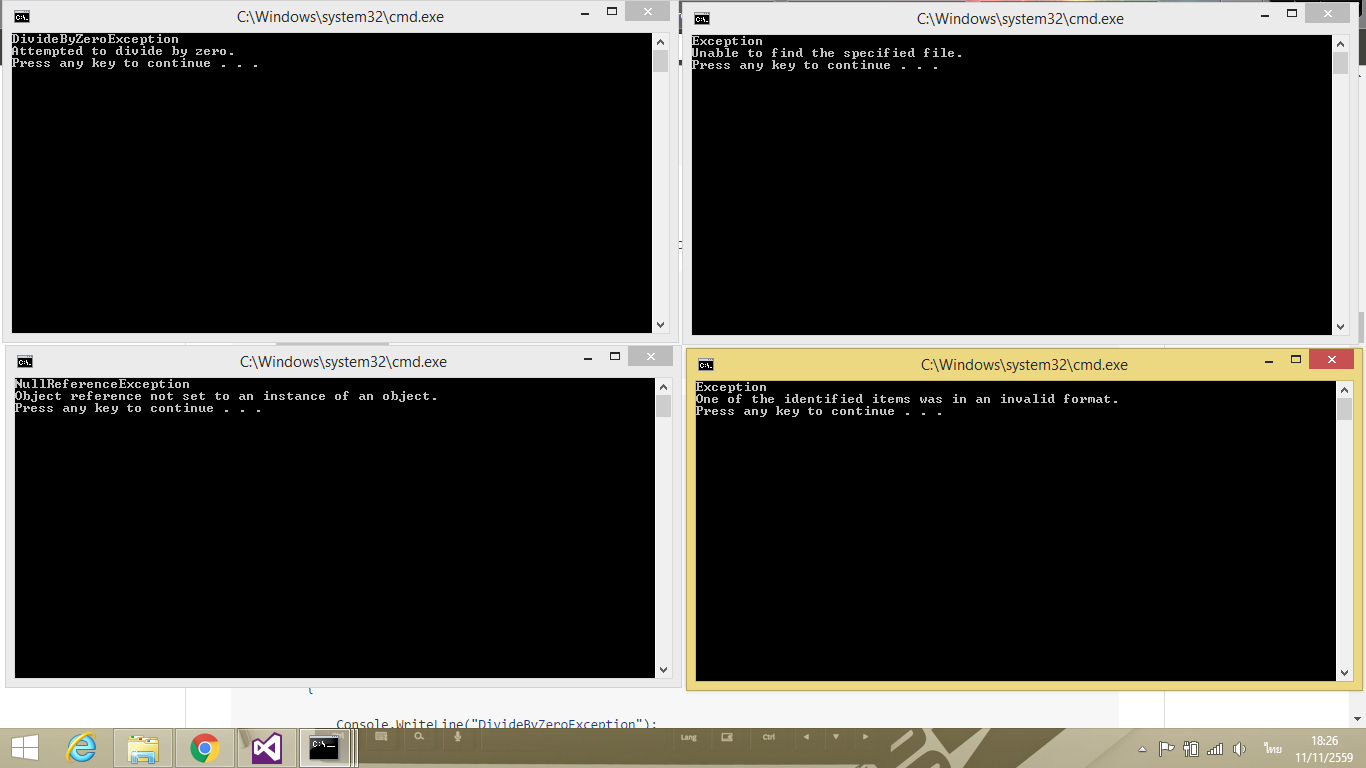 C:\Windows\system32\cmd.exe
DivideByZeroException
Attempted to divide by zero.
Press any key to continue . . .
C:\Windows\system32\cmd.exe
Exception
Unable to find the specified file.
Press any key to continue . . .
C:\Windows\system32\cmd.exe
NullReferenceException
Object reference not set to an instance of an object.
Press any key to continue . . .
C:\Windows\system32\cmd.exe
Exception
One of the identified items was in an invalid format.
Press any key to continue . . .
{
Console.WriteLine("DivideByZeroException");
Ctrl
Lang
Ctrl
ไทย
18:26
11/11/2559